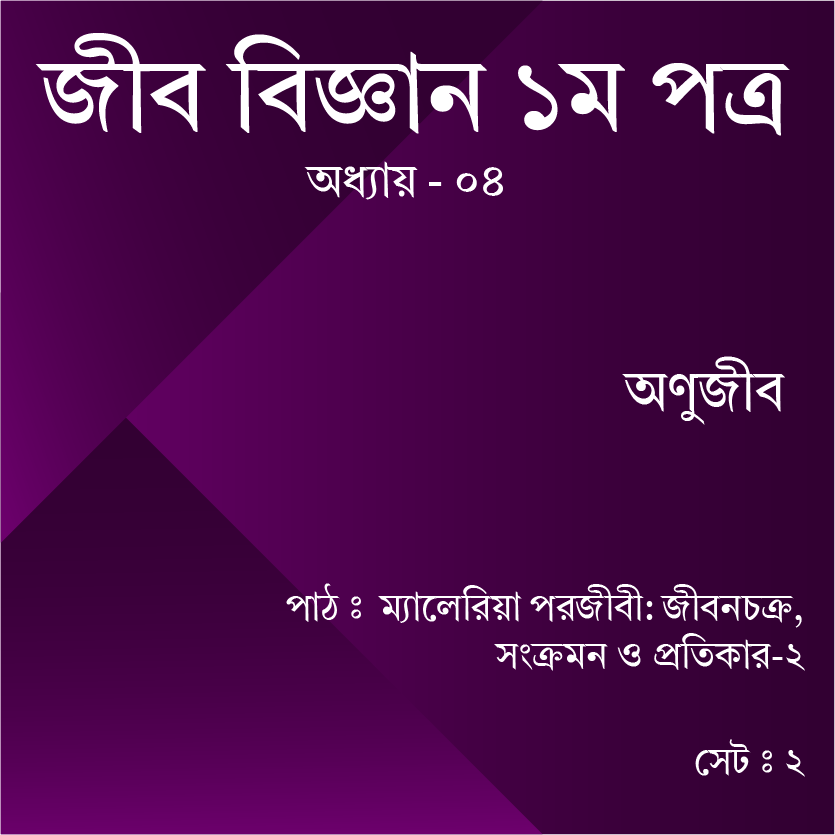 জীব বিজ্ঞান ১ম পত্র
অধ্যায় - ০৪
অণুজীব
পাঠ ঃ ম্যালেরিয়া পরজীবী: জীবনচক্র,
সংক্রমন ও প্রতিকার-২
সেট ঃ ২